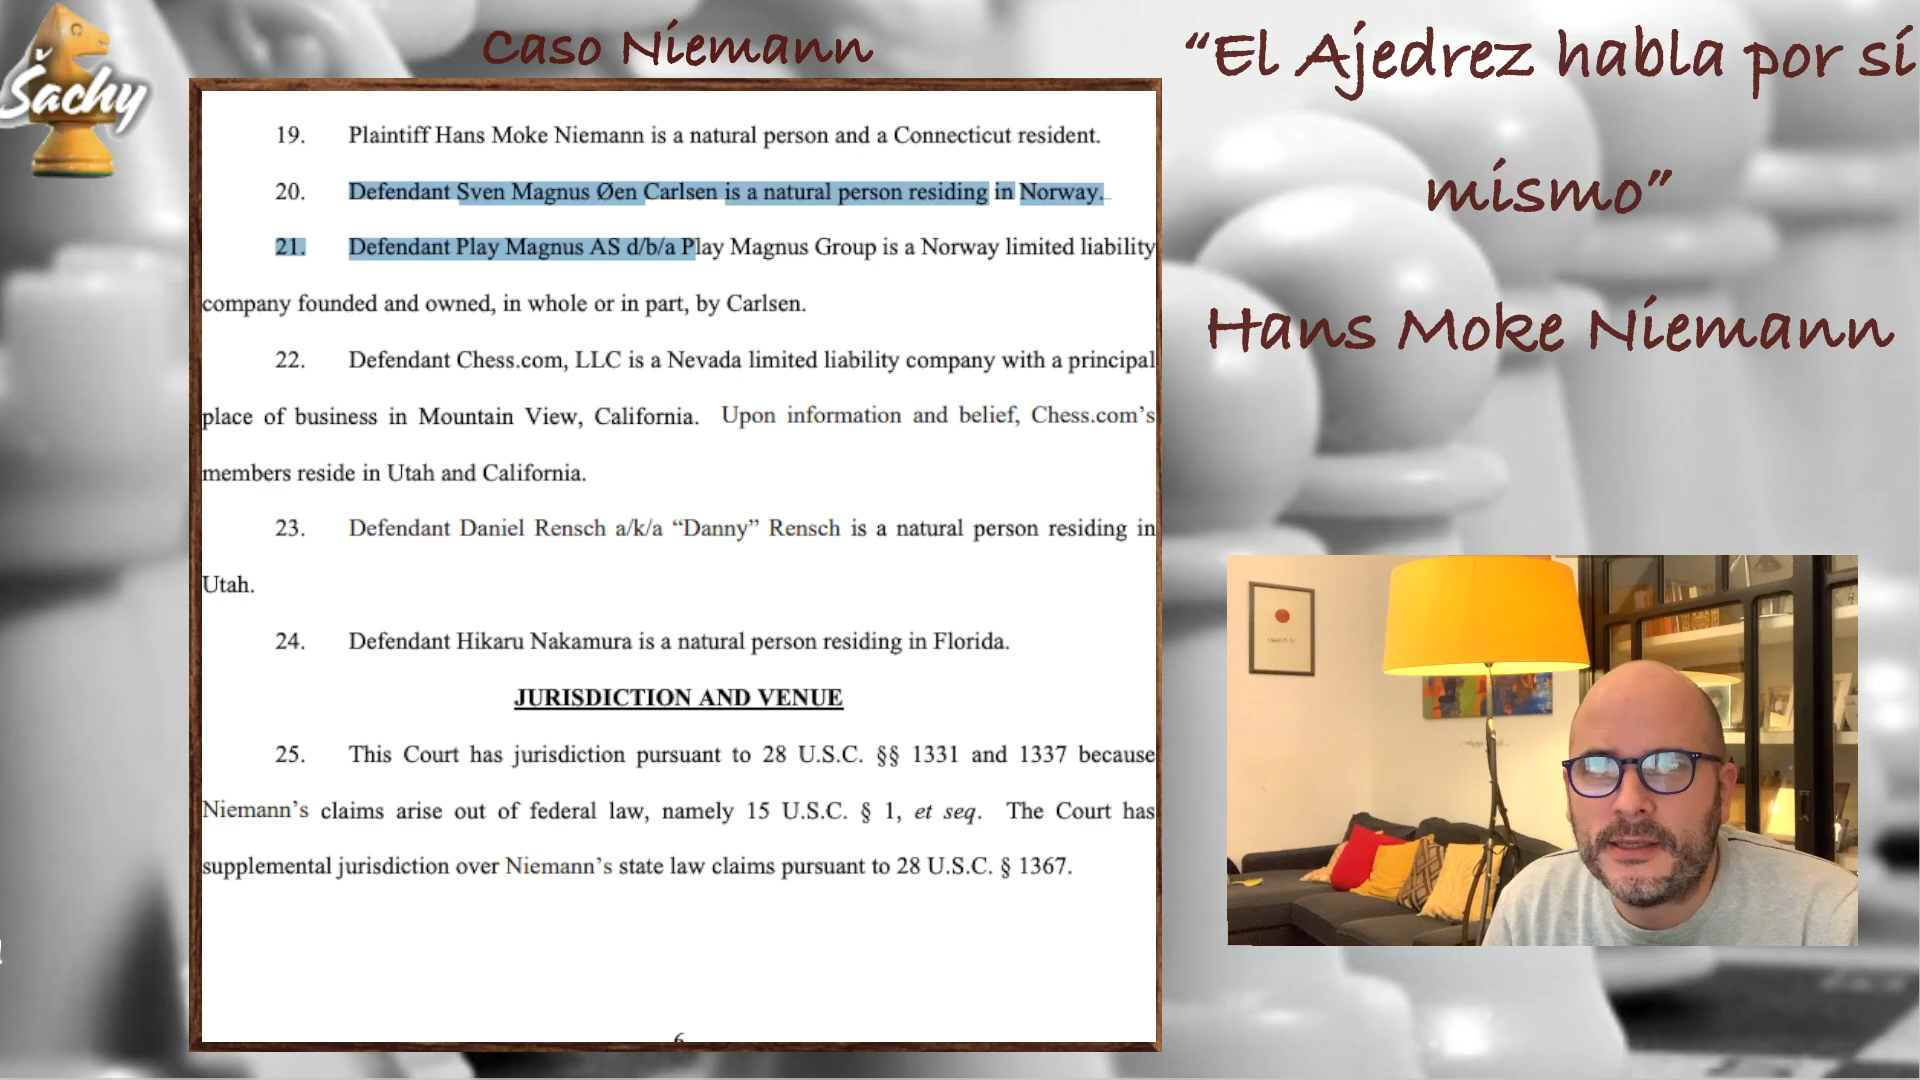 Šachy
Caso Niemann
19. Plaintiff Hans Moke Niemann is a natural person and a Connecticut resident.
20. Defendant Sven Magnus Øen Carlsen is a natural person residing in Norway.
21. Defendant Play Magnus AS d/b/a Play Magnus Group is a Norway limited liability
company founded and owned, in whole or in part, by Carlsen.
22. Defendant Chess.com, LLC is a Nevada limited liability company with a principal
place of business in Mountain View, California. Upon information and belief, Chess.com’s
members reside in Utah and California.
23. Defendant Daniel Rensch a/k/a “Danny” Rensch is a natural person residing in
Utah.
24. Defendant Hikaru Nakamura is a natural person residing in Florida.
JURISDICTION AND VENUE
25. This Court has jurisdiction pursuant to 28 U.S.C. §§ 1331 and 1337 because
Niemann’s claims arise out of federal law, namely 15 U.S.C. § 1, et seq. The Court has
supplemental jurisdiction over Niemann’s state law claims pursuant to 28 U.S.C. § 1367.
6
“El Ajedrez habla por sí
mismo”
Hans Moke Niemann